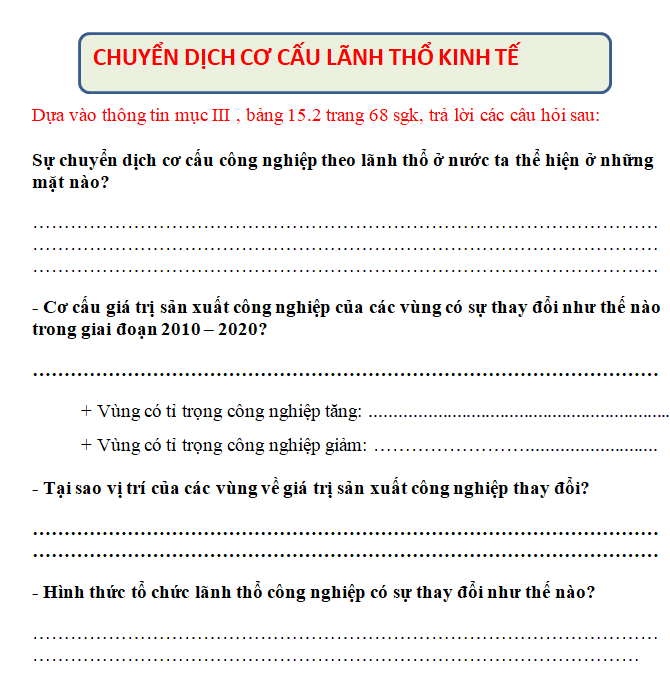 CHUYỂN DỊCH CƠ CẤU LÃNH THỔ KINH TẾ
Dựa vào thông tin mục III , bảng 15.2 trang 68 sgk, trả lời các câu hỏi sau:
Sự chuyển dịch cơ cấu công nghiệp theo lãnh thổ ở nước ta thể hiện ở những
mặt nào?
………………………………………………………………………………………
………………………………………………………………………………………
………………………………………………………………………………………
- Cơ cấu giá trị sản xuất công nghiệp của các vùng có sự thay đổi như thế nào
trong giai đoạn 2010 – 2020?
………………………………………………………………………………………
+ Vùng có tỉ trọng công nghiệp tăng: ............................................................
+ Vùng có tỉ trọng công nghiệp giảm: ……………………...........................
- Tại sao vị trí của các vùng về giá trị sản xuất công nghiệp thay đổi?
………………………………………………………………………………………
………………………………………………………………………………………
- Hình thức tổ chức lãnh thổ công nghiệp có sự thay đổi như thế nào?
………………………………………………………………………………………
……………………………………………………………………………………